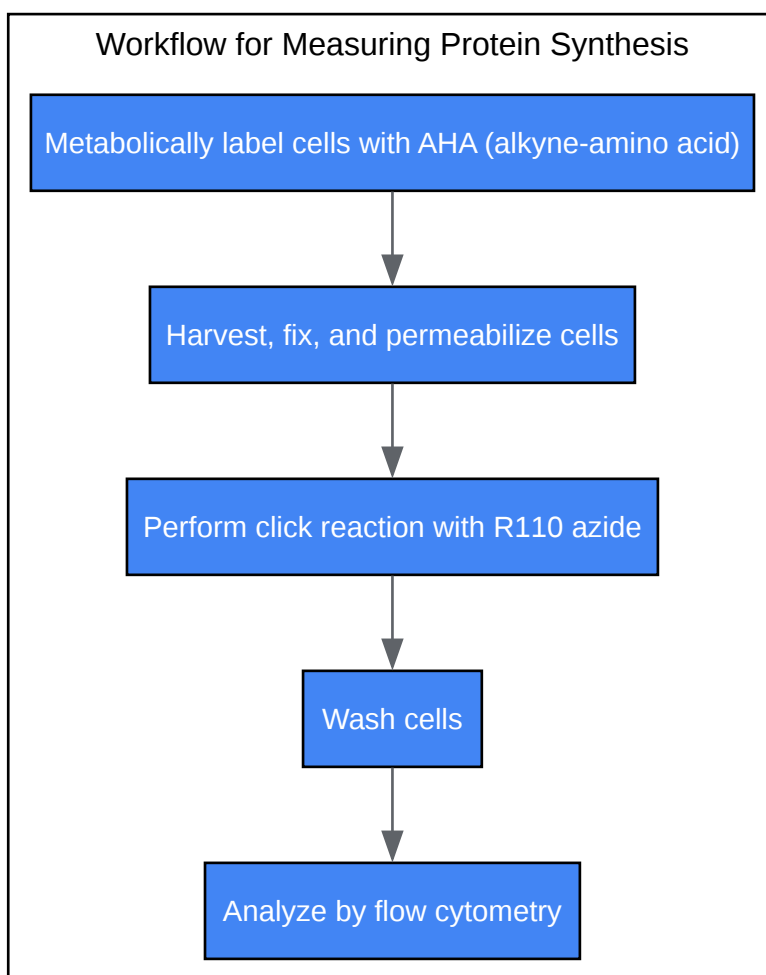 Workflow for Measuring Protein Synthesis
Metabolically label cells with AHA (alkyne-amino acid)
Harvest, fix, and permeabilize cells
Perform click reaction with R110 azide
Wash cells
Analyze by flow cytometry